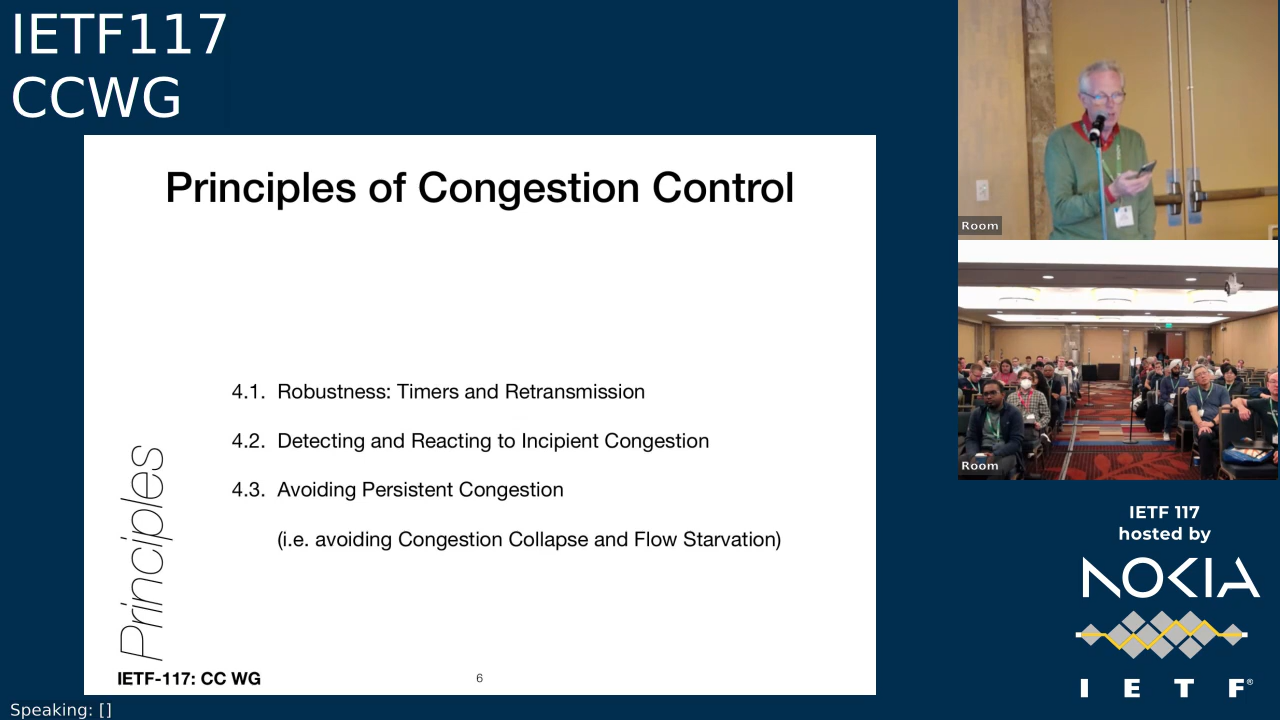 IETF117
CCWG
Principles of Congestion Control
4.1. Robustness: Timers and Retransmission
4.2. Detecting and Reacting to Incipient Congestion
4.3. Avoiding Persistent Congestion
(i.e. avoiding Congestion Collapse and Flow Starvation)
Principles
IETF-117: CC WG
6
Room
Room
IETF 117
hosted by
NOKIA
I E T F®
Speaking: []